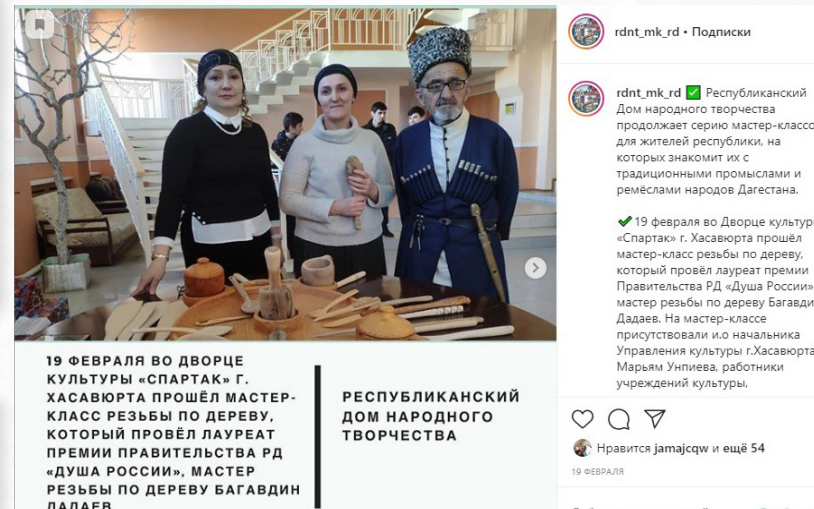 19 ФЕВРАЛЯ ВО ДВОРЦЕ
КУЛЬТУРЫ «СПАРТАК» Г.
ХАСАВЮРТА ПРОШЁЛ МАСТЕР-
КЛАСС РЕЗЬБЫ ПО ДЕРЕВУ,
КОТОРЫЙ ПРОВЁЛ ЛАУРЕАТ
ПРЕМИИ ПРАВИТЕЛЬСТВА РД
«ДУША РОССИИ», МАСТЕР
РЕЗЬБЫ ПО ДЕРЕВУ БАГАВДИН
ДАДАЕВ
РЕСПУБЛИКАНСКИЙ
ДОМ НАРОДНОГО
ТВОРЧЕСТВА
rdnt_mk_rd • Подписки
rdnt_mk_rd ✅ Республиканский
Дом народного творчества
продолжает серию мастер-классо
для жителей республики, на
которых знакомит их с
традиционными промыслами и
ремёслами народов Дагестана.
✔ 19 февраля во Дворце культуры
«Спартак» г. Хасавюрта прошёл
мастер-класс резьбы по дереву,
который провёл лауреат премии
Правительства РД «Душа России»
мастер резьбы по дереву Багавди
Дадаев. На мастер-классе
присутствовали и.о начальника
Управления культуры г.Хасавюрта
Марьям Унпиева, работники
учреждений культуры,
Нравится jamajcqw и ещё 54
19 ФЕВРАЛЯ